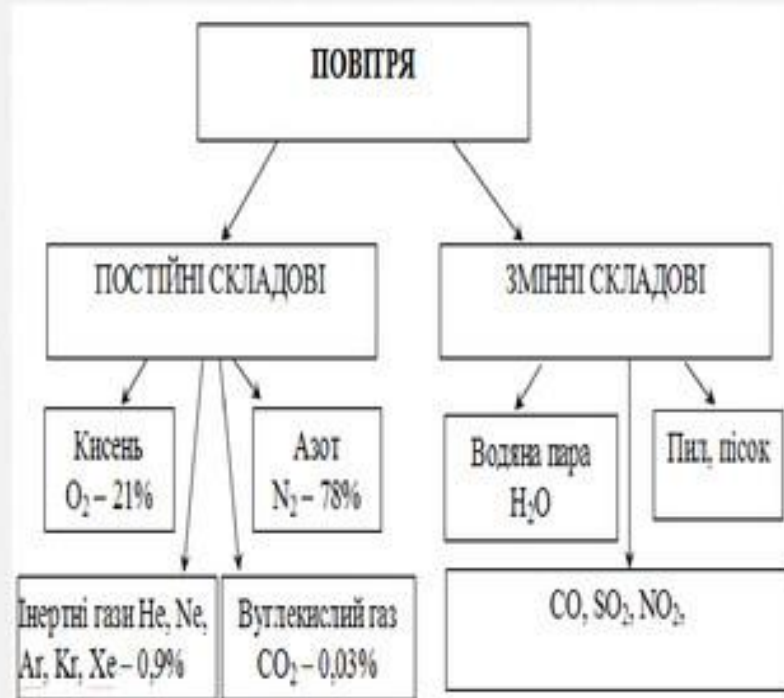 ПОВІТРЯ
ПОСТІЙНІ СКЛАДОВІ
ЗМІННІ СКЛАДОВІ
Кисень
O₂ – 21%
Азот
N₂ – 78%
Водяна пара
H₂O
Пил, пісок
Інертні гази He, Ne,
Ar, Kr, Xe – 0,9%
Вуглекислий газ
CO₂ – 0,03%
CO, SO₂, NO₂,